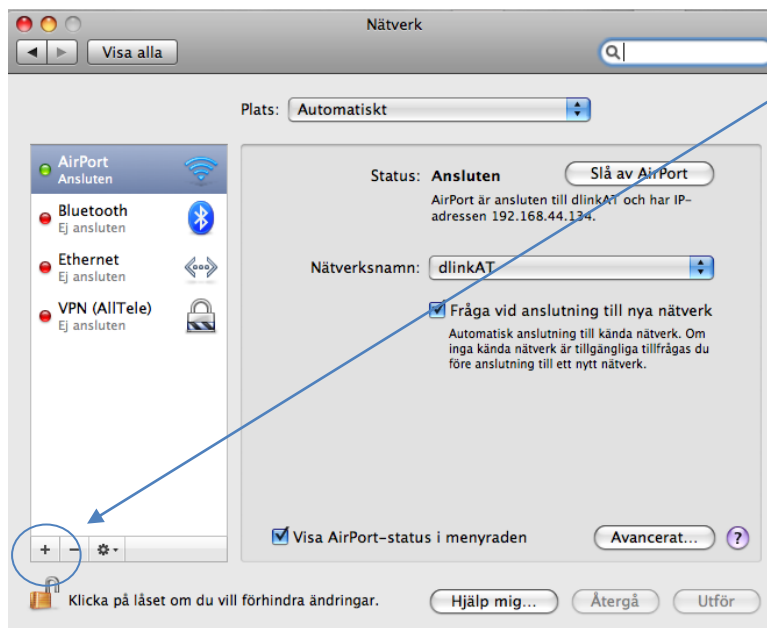 Nätverk
Visa alla
Plats: Automatiskt
AirPort
Ansluten
Bluetooth
Ej ansluten
Ethernet
Ej ansluten
VPN (AllTele)
Ej ansluten
Status: Ansluten
Slå av AirPort
AirPort är ansluten till dlinkAT och har IP-
adressen 192.168.44.134.
Nätverksnamn: dlinkAT
Fråga vid anslutning till nya nätverk
Automatisk anslutning till kända nätverk. Om
inga kända nätverk är tillgängliga tillfrågas du
före anslutning till ett nytt nätverk.
Visa AirPort-status i menyraden
Avancerat...
?
+ −
Klicka på låset om du vill förhindra ändringar.
Hjälp mig...
Återgå
Utför